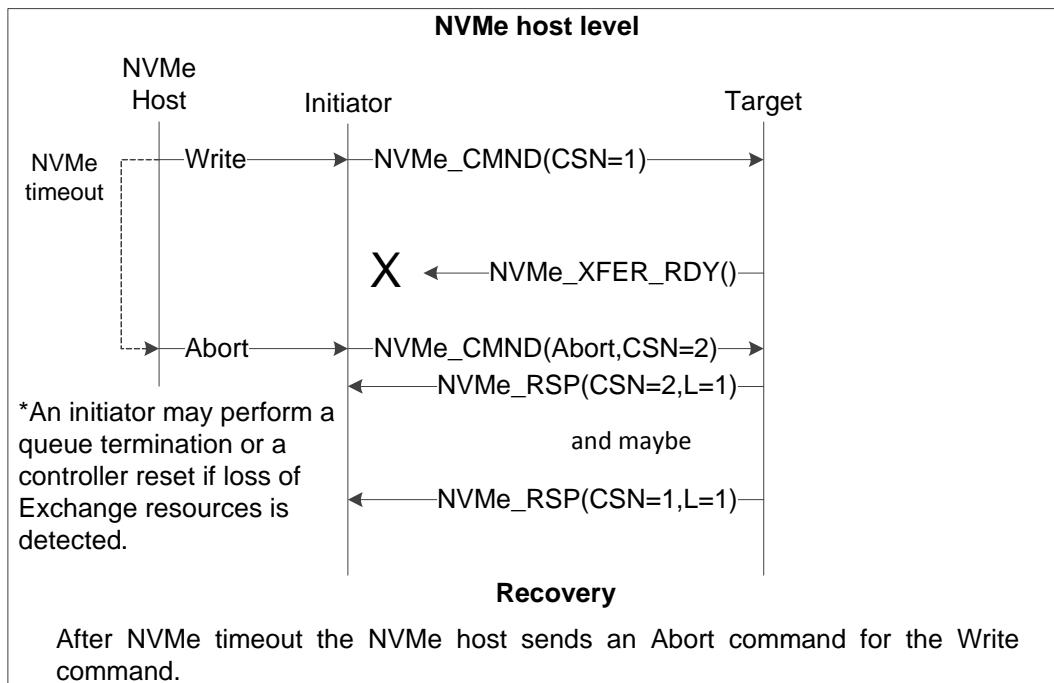 NVMe host level
NVMe
Host
Initiator
Target
NVMe
timeout
Write
NVMe_CMND(CSN=1)
X
NVMe_XFER_RDY()
Abort
NVMe_CMND(Abort,CSN=2)
NVMe_RSP(CSN=2,L=1)
*An initiator may perform a
queue termination or a
controller reset if loss of
Exchange resources is
detected.
and maybe
NVMe_RSP(CSN=1,L=1)
Recovery
After NVMe timeout the NVMe host sends an Abort command for the Write
command.